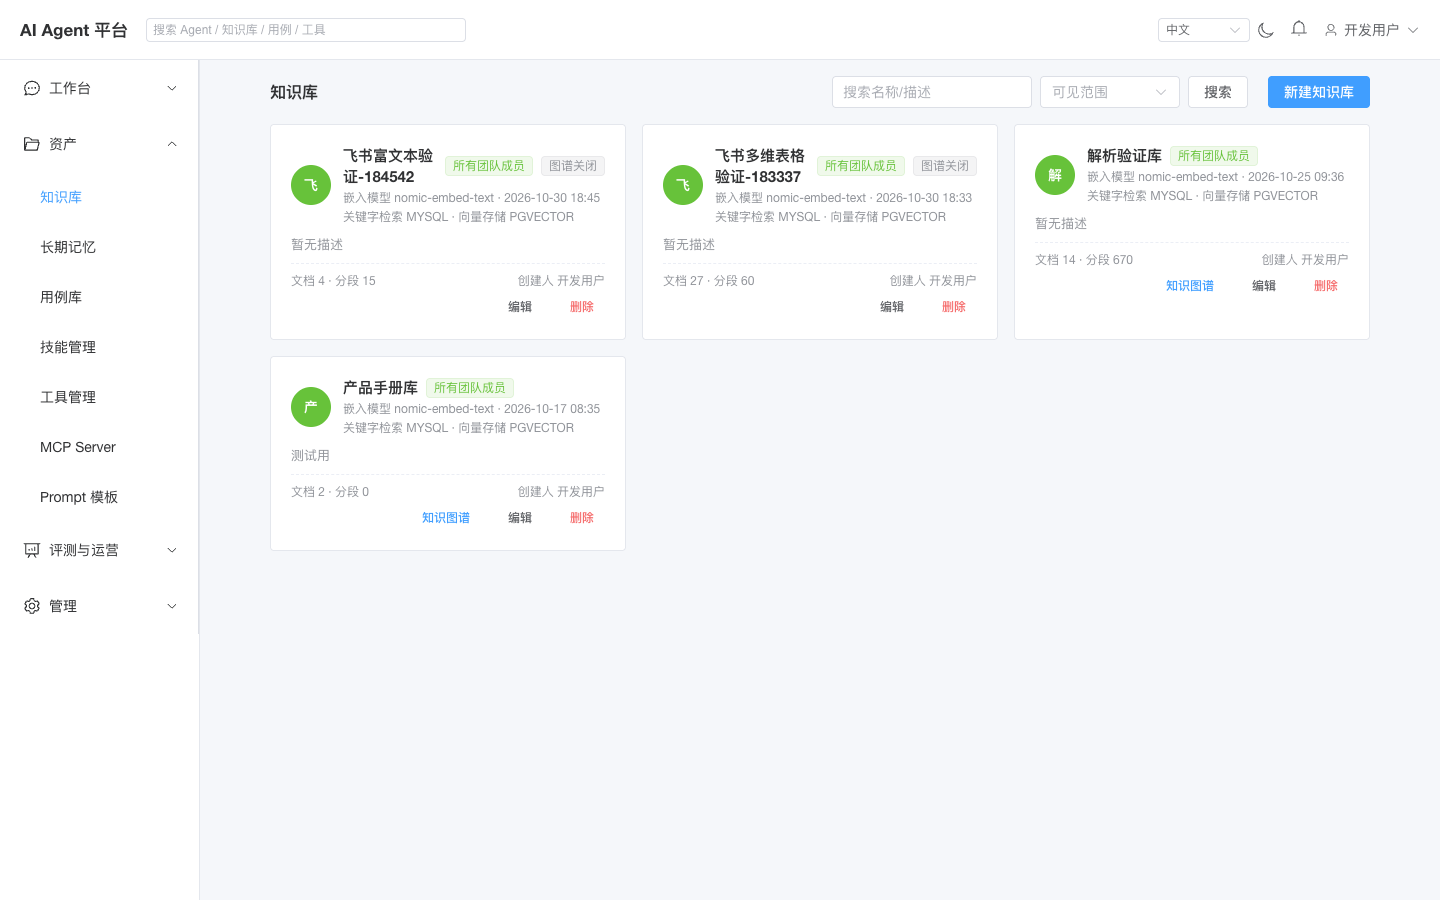 AI Agent 平台
搜索 Agent / 知识库 / 用例 / 工具
中文
开发用户
工作台
资产
知识库
长期记忆
用例库
技能管理
工具管理
MCP Server
Prompt 模板
评测与运营
管理
知识库
搜索名称/描述
可见范围
搜索
新建知识库
飞
飞书富文本验
证-184542
所有团队成员
图谱关闭
嵌入模型 nomic-embed-text · 2026-10-30 18:45
关键字检索 MYSQL · 向量存储 PGVECTOR
暂无描述
文档 4 · 分段 15
创建人 开发用户
编辑
删除
飞
飞书多维表格
验证-183337
所有团队成员
图谱关闭
嵌入模型 nomic-embed-text · 2026-10-30 18:33
关键字检索 MYSQL · 向量存储 PGVECTOR
暂无描述
文档 27 · 分段 60
创建人 开发用户
编辑
删除
解
解析验证库
所有团队成员
嵌入模型 nomic-embed-text · 2026-10-25 09:36
关键字检索 MYSQL · 向量存储 PGVECTOR
暂无描述
文档 14 · 分段 670
创建人 开发用户
知识图谱
编辑
删除
产
产品手册库
所有团队成员
嵌入模型 nomic-embed-text · 2026-10-17 08:35
关键字检索 MYSQL · 向量存储 PGVECTOR
测试用
文档 2 · 分段 0
创建人 开发用户
知识图谱
编辑
删除